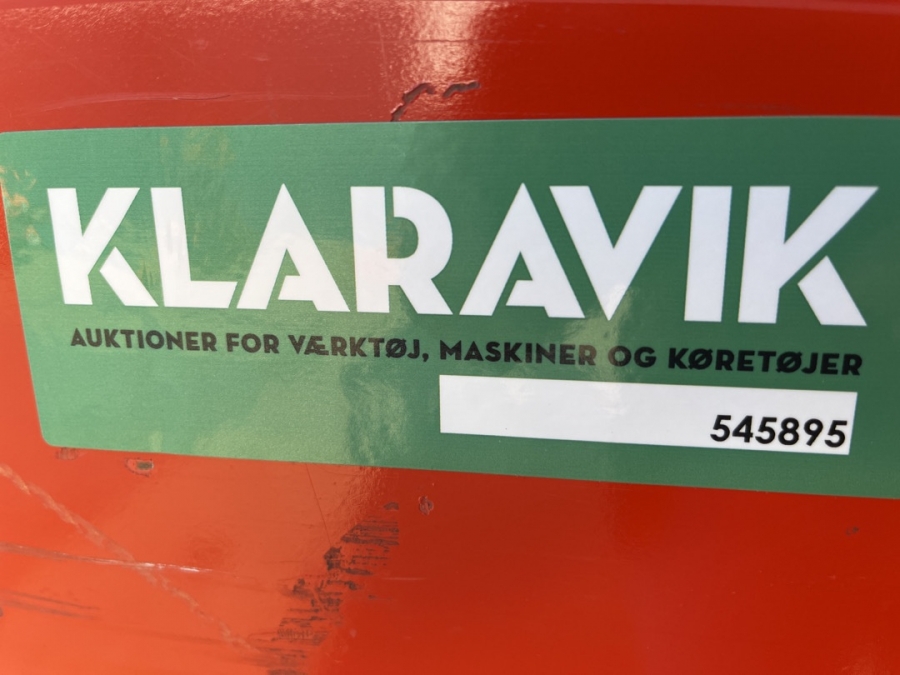 KLARAVIK
AUKTIONER FOR VÆRKTØJ, MASKINER OG KØRETØJER
545895